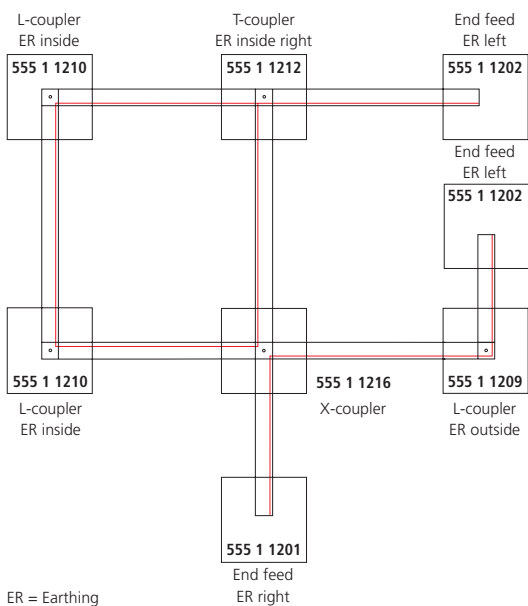 L-coupler
ER inside
555 1 1210
T-coupler
ER inside right
555 1 1212
End feed
ER left
555 1 1202
End feed
ER left
555 1 1202
555 1 1210
L-coupler
ER inside
555 1 1216
X-coupler
555 1 1209
L-coupler
ER outside
555 1 1201
End feed
ER right
ER = Earthing